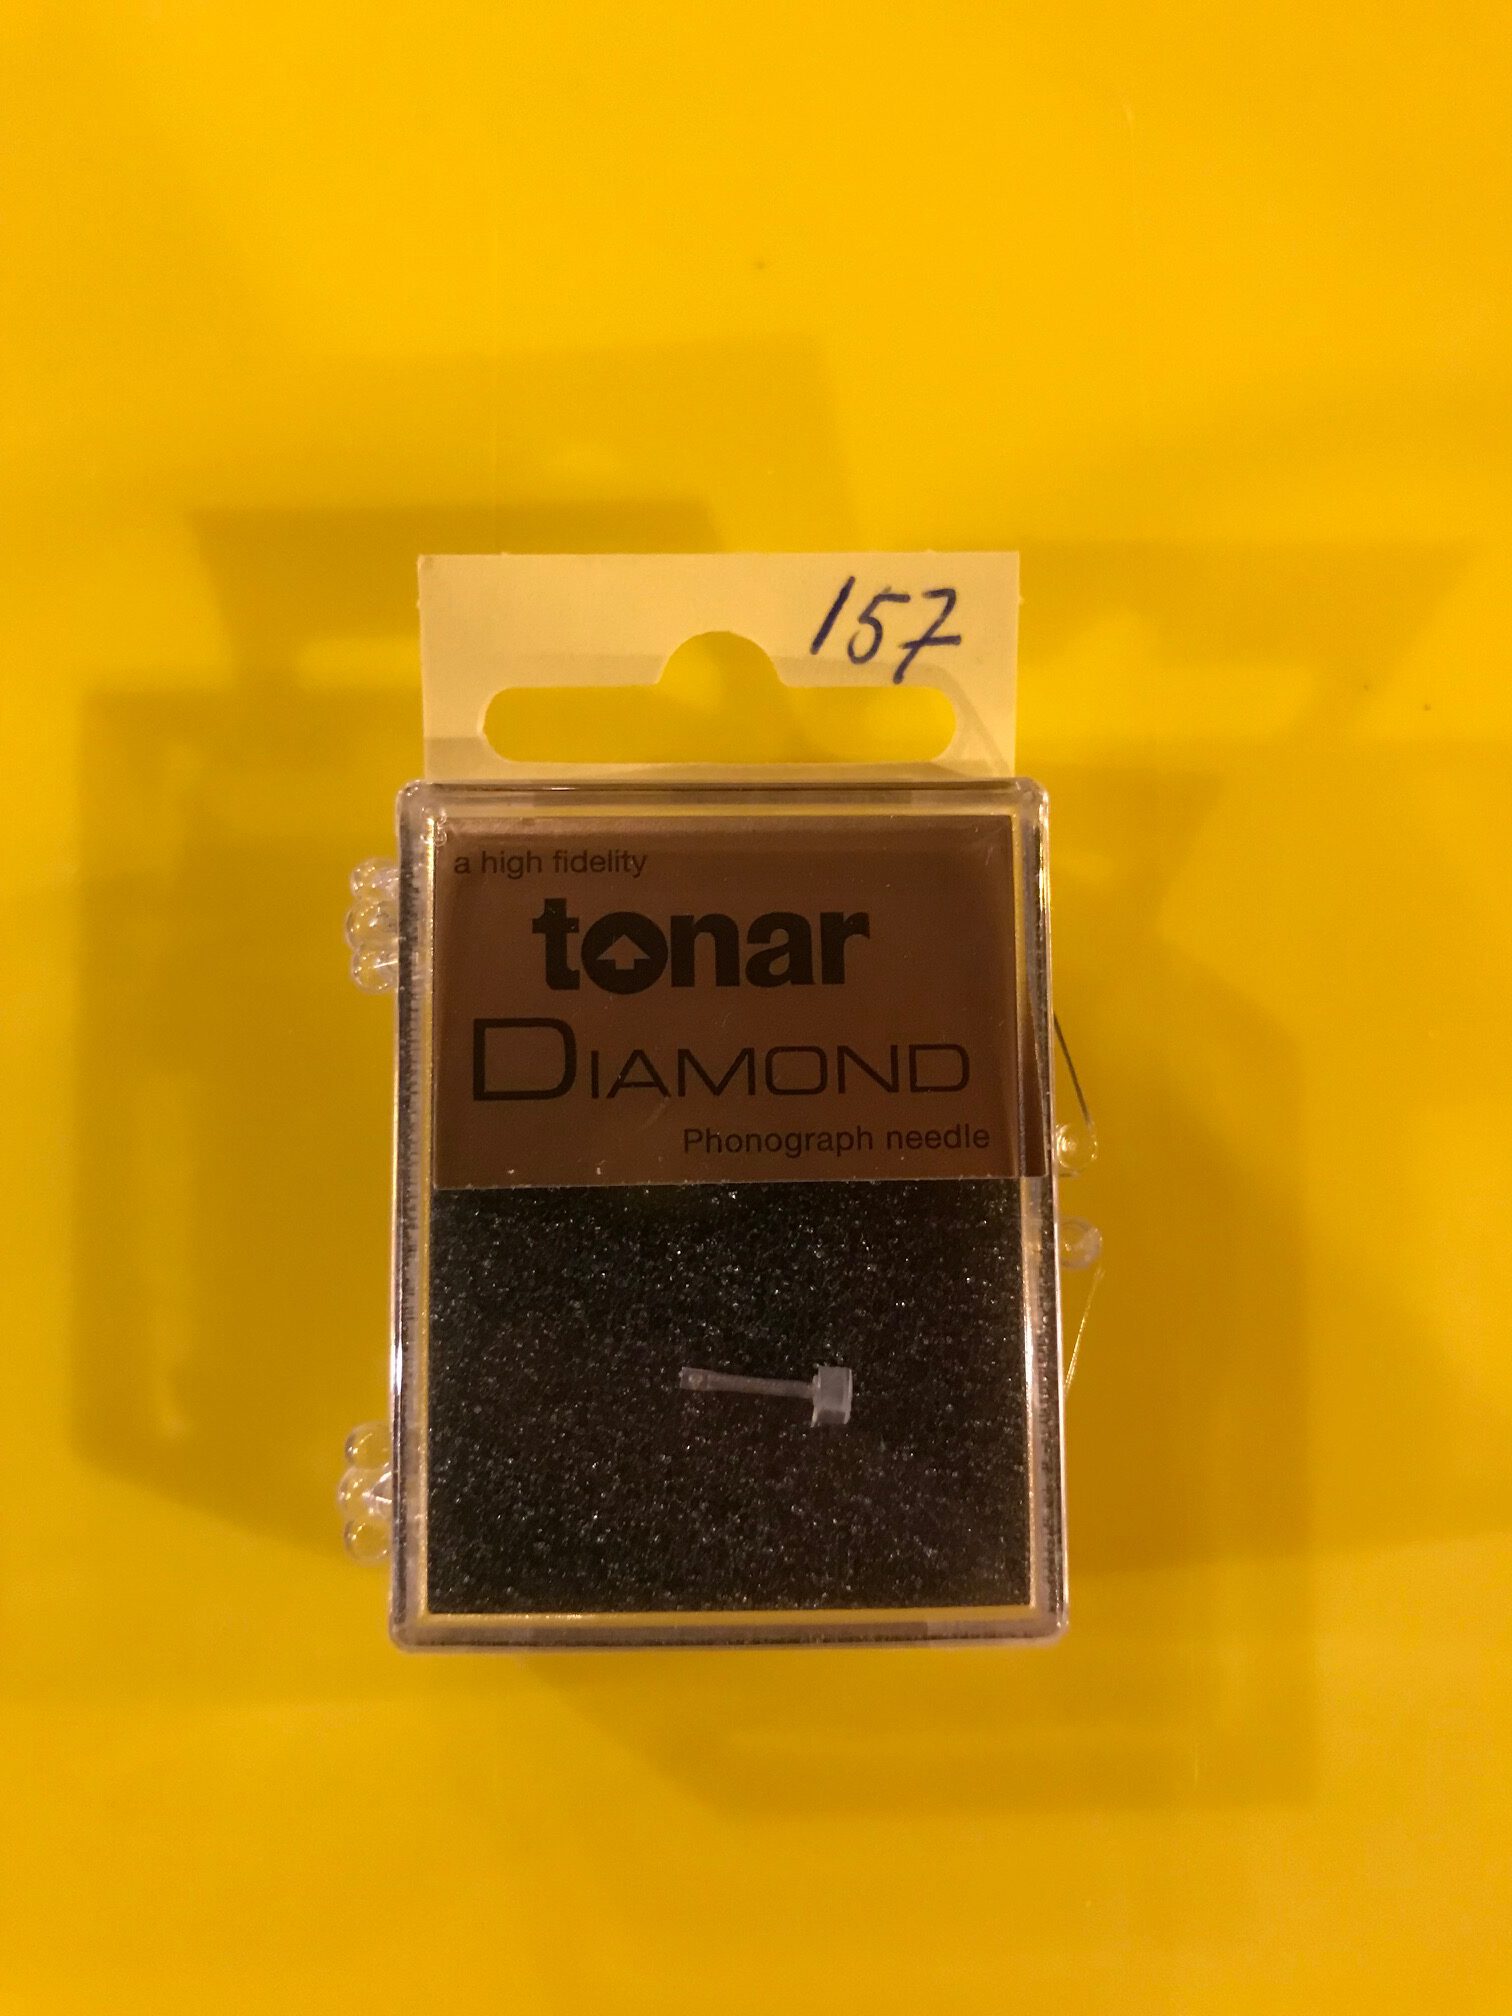 157
a high fidelity
tonar
DIAMOND
Phonograph needle